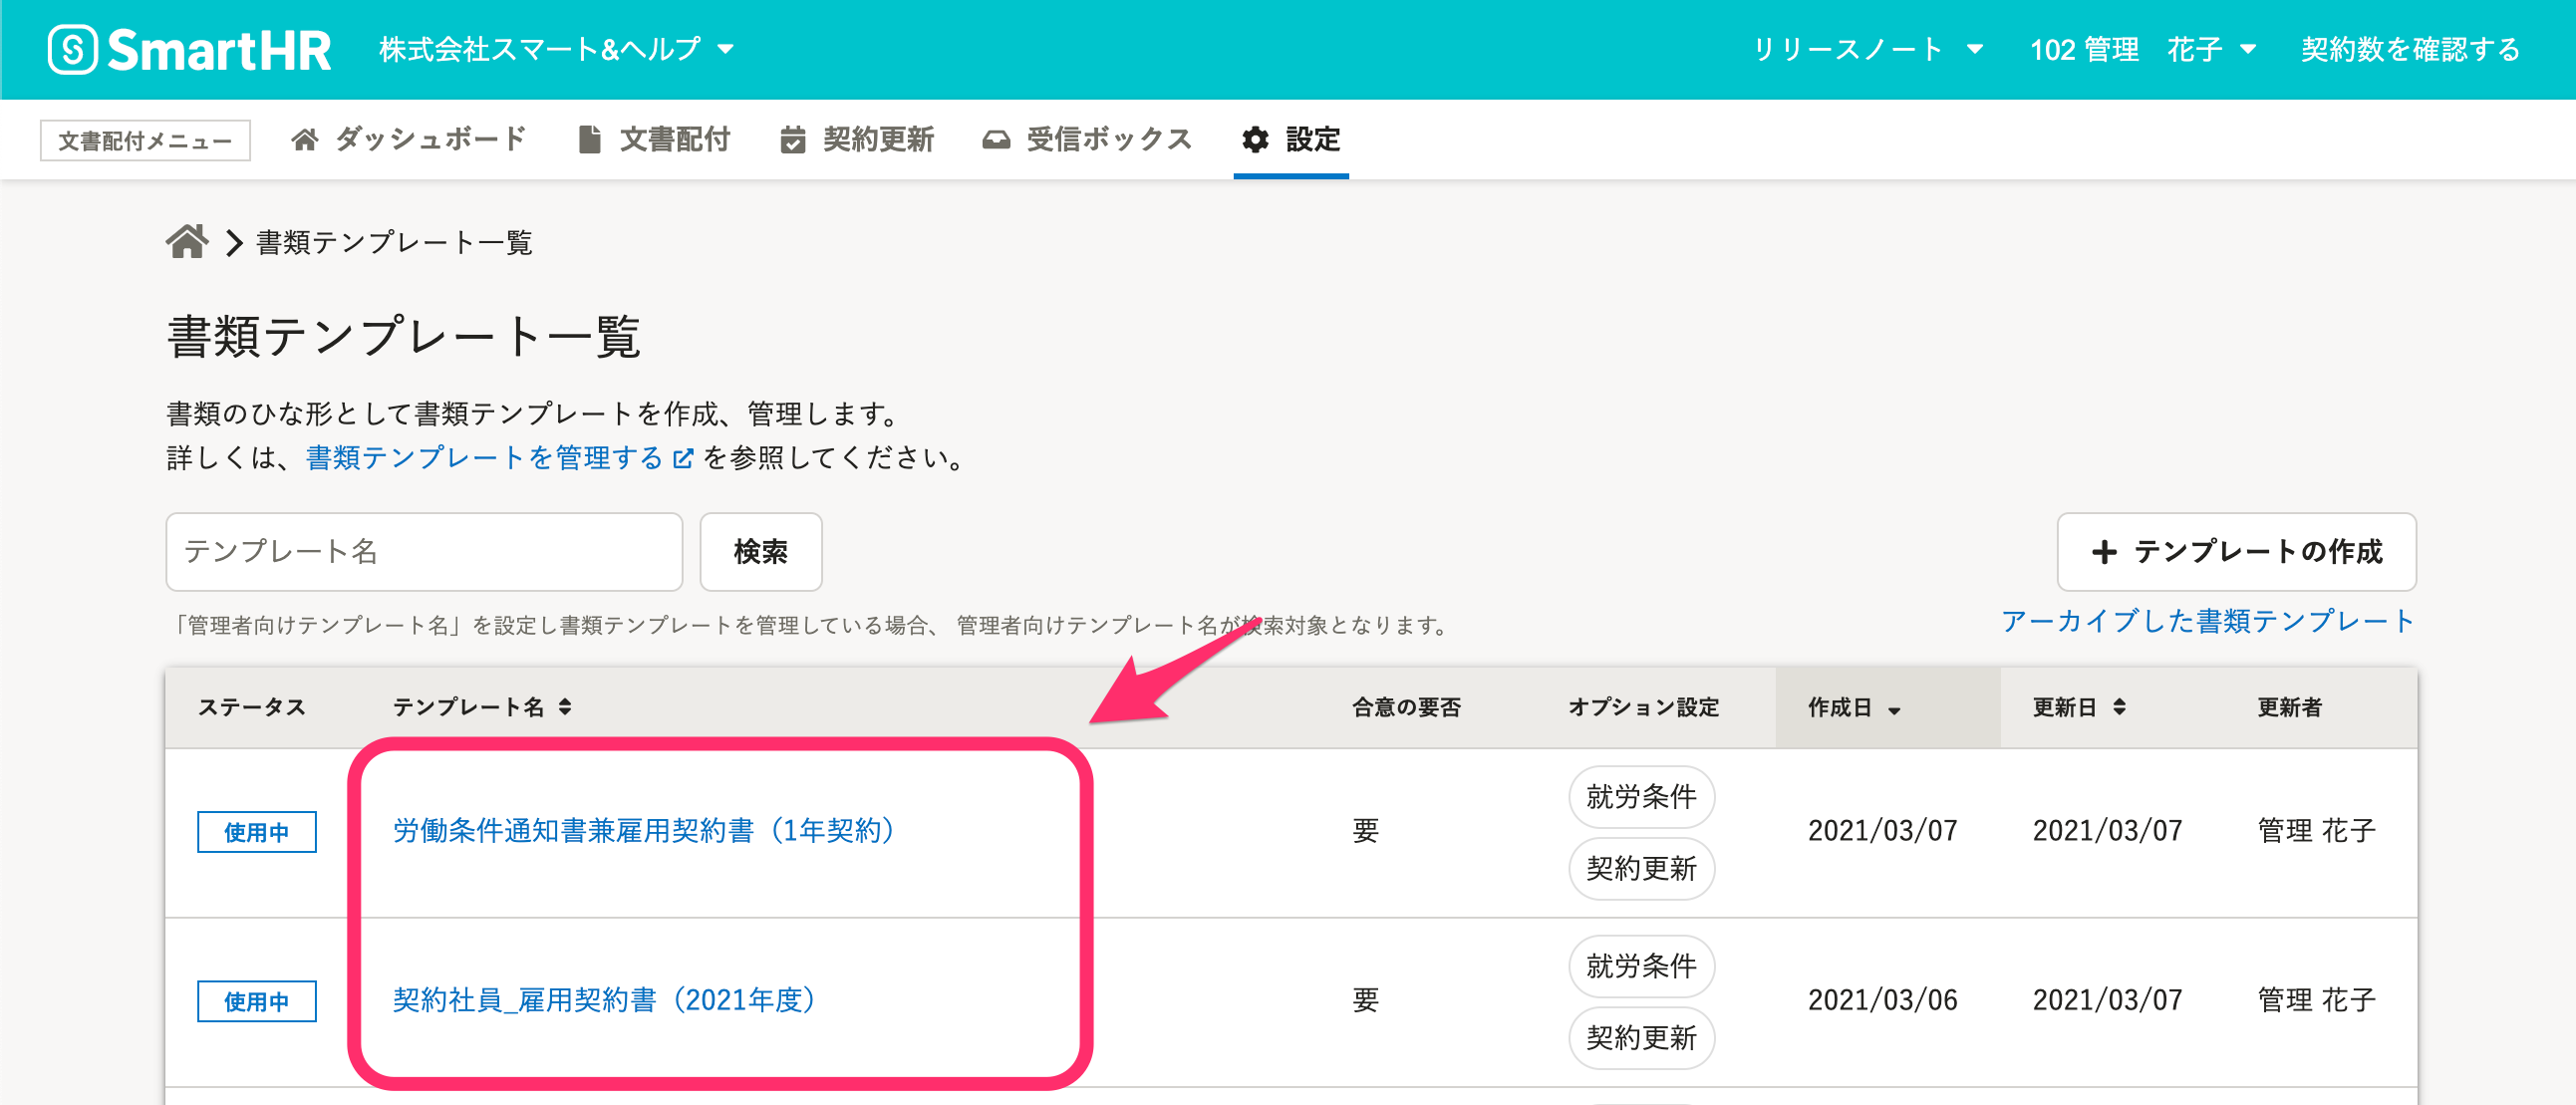 SmartHR 株式会社スマート&ヘルプ リリースノート 102 管理 花子 契約数を確認する
文書配付メニュー ダッシュボード 文書配付 契約更新 受信ボックス 設定
書類テンプレート一覧
書類テンプレート一覧
書類のひな形として書類テンプレートを作成、管理します。
詳しくは、書類テンプレートを管理する を参照してください。
テンプレート名 検索 テンプレートの作成
「管理者向けテンプレート名」を設定し書類テンプレートを管理している場合、 管理者向けテンプレート名が検索対象となります。 アーカイブした書類テンプレート
ステータス テンプレート名 合意の要否 オプション設定 作成日 更新日 更新者
使用中 労働条件通知書兼雇用契約書（1年契約） 要 就労条件 契約更新 2021/03/07 2021/03/07 管理 花子
使用中 契約社員_雇用契約書（2021年度） 要 就労条件 契約更新 2021/03/06 2021/03/07 管理 花子